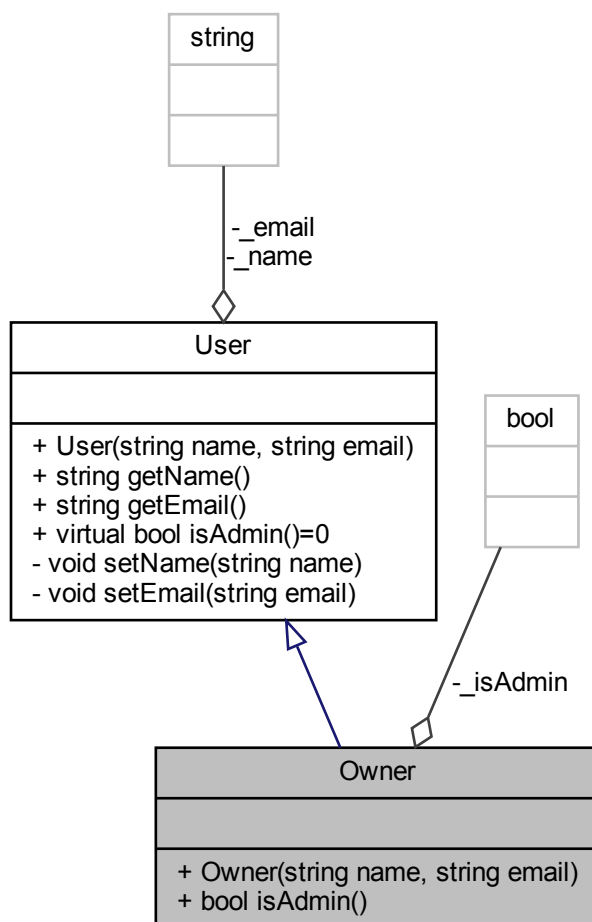 string
-_email
-_name
User
+ User(string name, string email)
+ string getName()
+ string getEmail()
+ virtual bool isAdmin()=0
- void setName(string name)
- void setEmail(string email)
bool
-_isAdmin
Owner
+ Owner(string name, string email)
+ bool isAdmin()